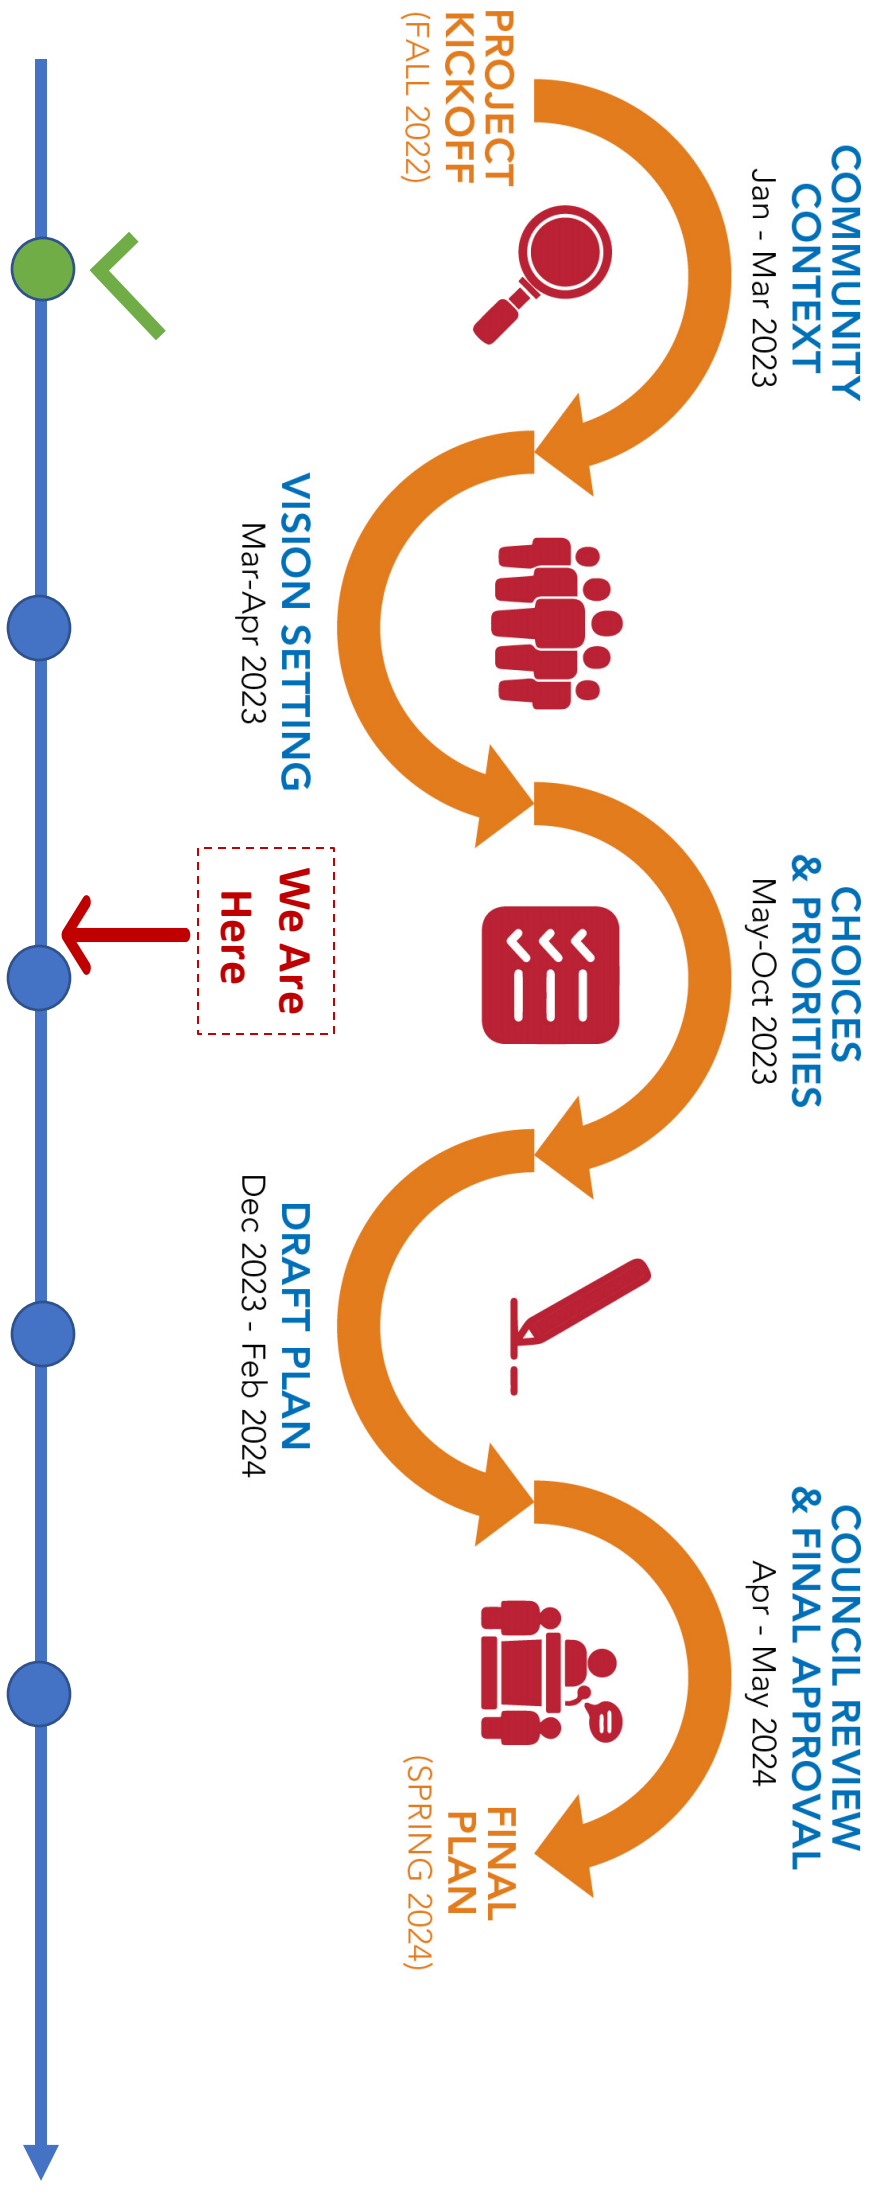 PROJECT
KICKOFF
(FALL 2022)
COMMUNITY
CONTEXT
Jan - Mar 2023
VISION SETTING
Mar-Apr 2023
CHOICES
& PRIORITIES
May-Oct 2023
We Are
Here
DRAFT PLAN
Dec 2023 - Feb 2024
COUNCIL REVIEW
& FINAL APPROVAL
Apr - May 2024
FINAL
PLAN
(SPRING 2024)